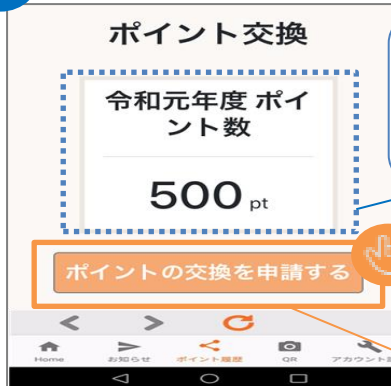 ポイント交換
令和元年度 ポイ
ント数
500 pt
ポイントの交換を申請する
Home お知らせ ポイント履歴 QR アカウント